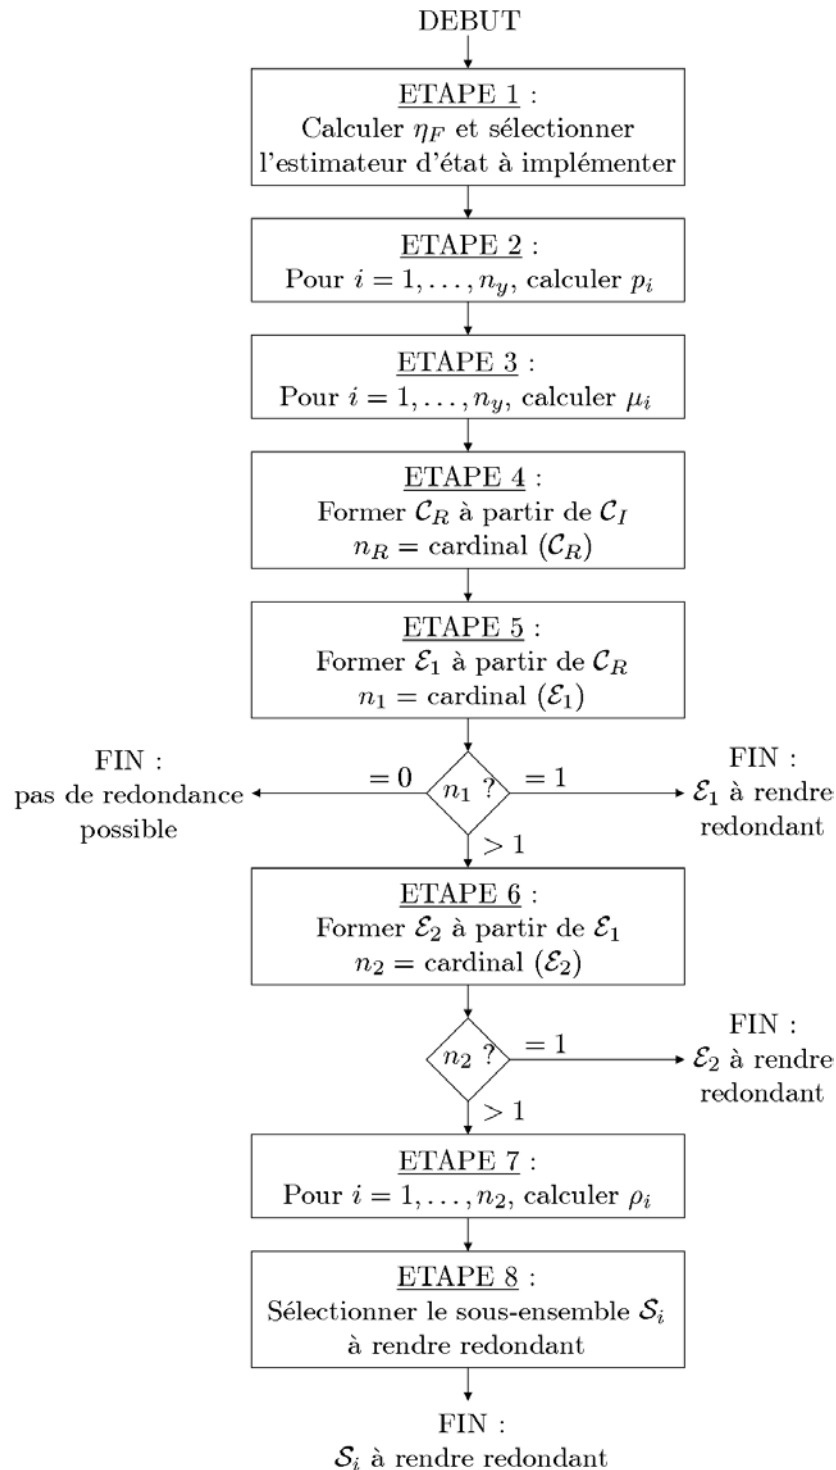 DEBUT
ETAPE 1 :
Calculer η_F et sélectionner
l'estimateur d'état à implémenter
ETAPE 2 :
Pour i = 1, . . . , n_y, calculer p_i
ETAPE 3 :
Pour i = 1, . . . , n_y, calculer μ_i
ETAPE 4 :
Former 𝒞_R à partir de 𝒞_I
n_R = cardinal (𝒞_R)
ETAPE 5 :
Former ℰ_1 à partir de 𝒞_R
n_1 = cardinal (ℰ_1)
FIN :
pas de redondance
possible
= 0
n_1 ?
= 1
FIN :
ℰ_1 à rendre
redondant
> 1
ETAPE 6 :
Former ℰ_2 à partir de ℰ_1
n_2 = cardinal (ℰ_2)
n_2 ?
= 1
FIN :
ℰ_2 à rendre
redondant
> 1
ETAPE 7 :
Pour i = 1, . . . , n_2, calculer ρ_i
ETAPE 8 :
Sélectionner le sous-ensemble 𝒮_i
à rendre redondant
FIN :
𝒮_i à rendre redondant